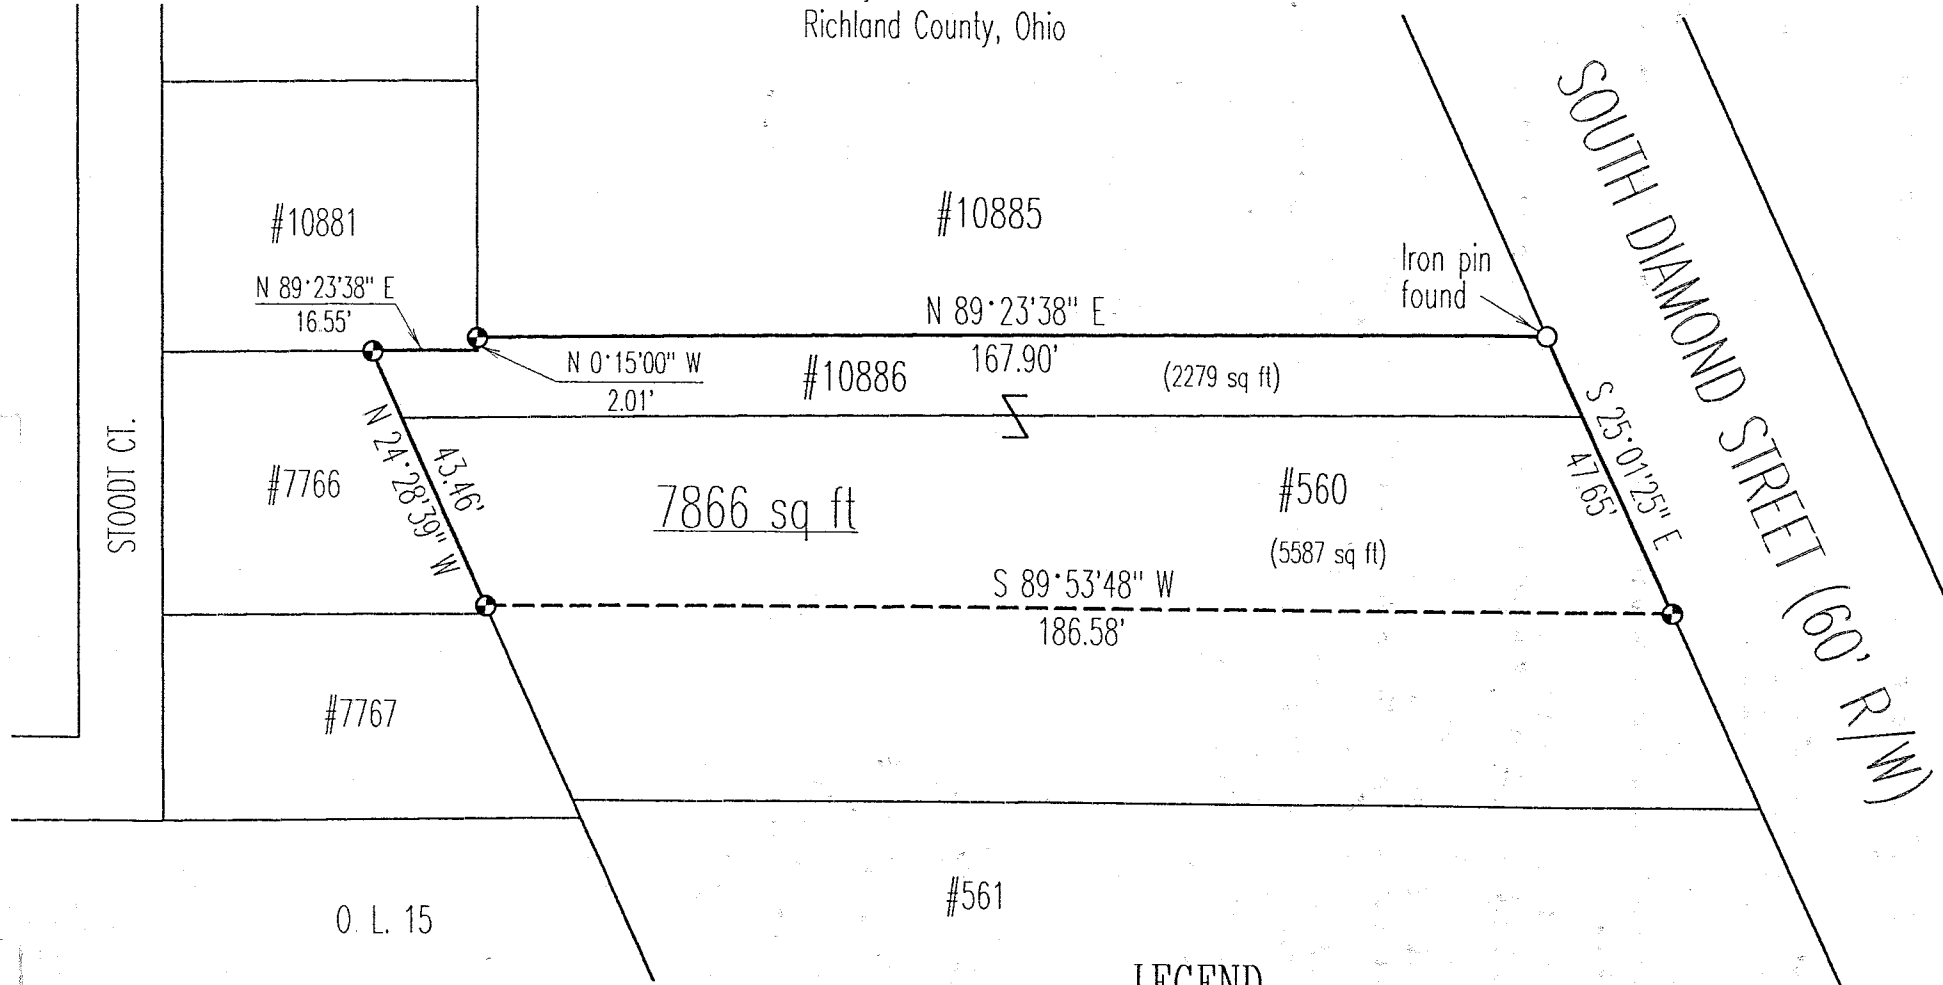 Richland County, Ohio
SOUTH DIAMOND STREET (60' R/W)
#10881
#10885
Iron pin
found
N 89°23'38" E
16.55'
N 89°23'38" E
167.90'
N 0°15'00" W
2.01'
#10886
(2279 sq ft)
S 25°01'25" E
47.65'
STOODT CT.
#7766
43.46'
N 24°28'39" W
7866 sq ft
#560
(5587 sq ft)
S 89°53'48" W
186.58'
#7767
O. L. 15
#561
LEGEND